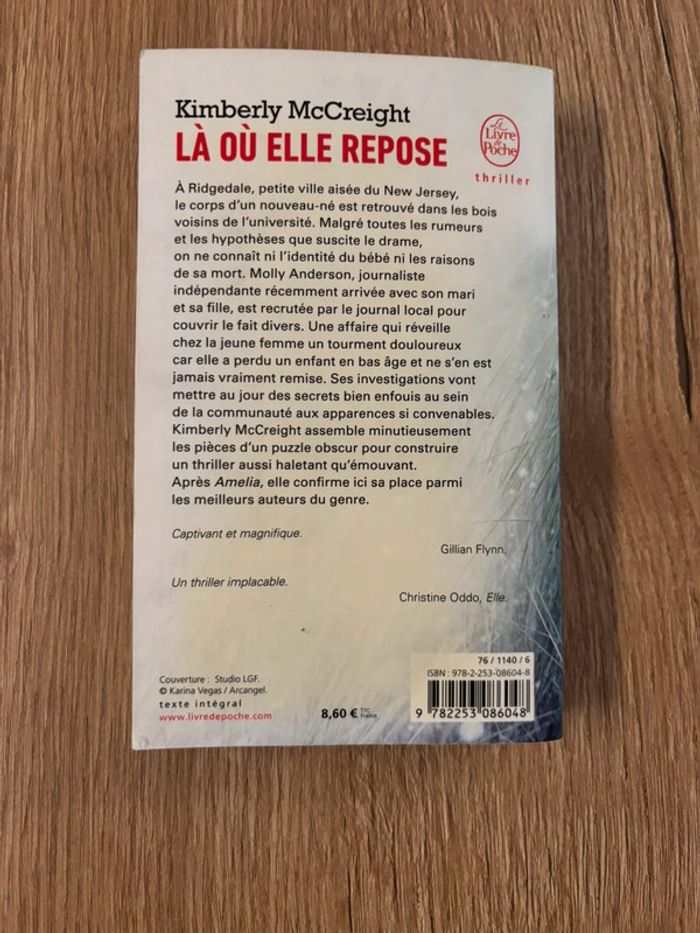 Kimberly McCreight
LÀ OÙ ELLE REPOSE
Le
Livre
de
Poche
thriller
À Ridgedale, petite ville aisée du New Jersey,
le corps d'un nouveau-né est retrouvé dans les bois
voisins de l'université. Malgré toutes les rumeurs
et les hypothèses que suscite le drame,
on ne connaît ni l'identité du bébé ni les raisons
de sa mort. Molly Anderson, journaliste
indépendante récemment arrivée avec son mari
et sa fille, est recrutée par le journal local pour
couvrir le fait divers. Une affaire qui réveille
chez la jeune femme un tourment douloureux
car elle a perdu un enfant en bas âge et ne s'en est
jamais vraiment remise. Ses investigations vont
mettre au jour des secrets bien enfouis au sein
de la communauté aux apparences si convenables.
Kimberly McCreight assemble minutieusement
les pièces d'un puzzle obscur pour construire
un thriller aussi haletant qu'émouvant.
Après Amelia, elle confirme ici sa place parmi
les meilleurs auteurs du genre.
Captivant et magnifique.
Gillian Flynn.
Un thriller implacable.
Christine Oddo, Elle.
Couverture : Studio LGF.
© Karina Vegas / Arcangel.
texte intégral
www.livredepoche.com
8,60 € TTC
France
76 / 1140 / 6
ISBN : 978-2-253-08604-8
9 782253 086048